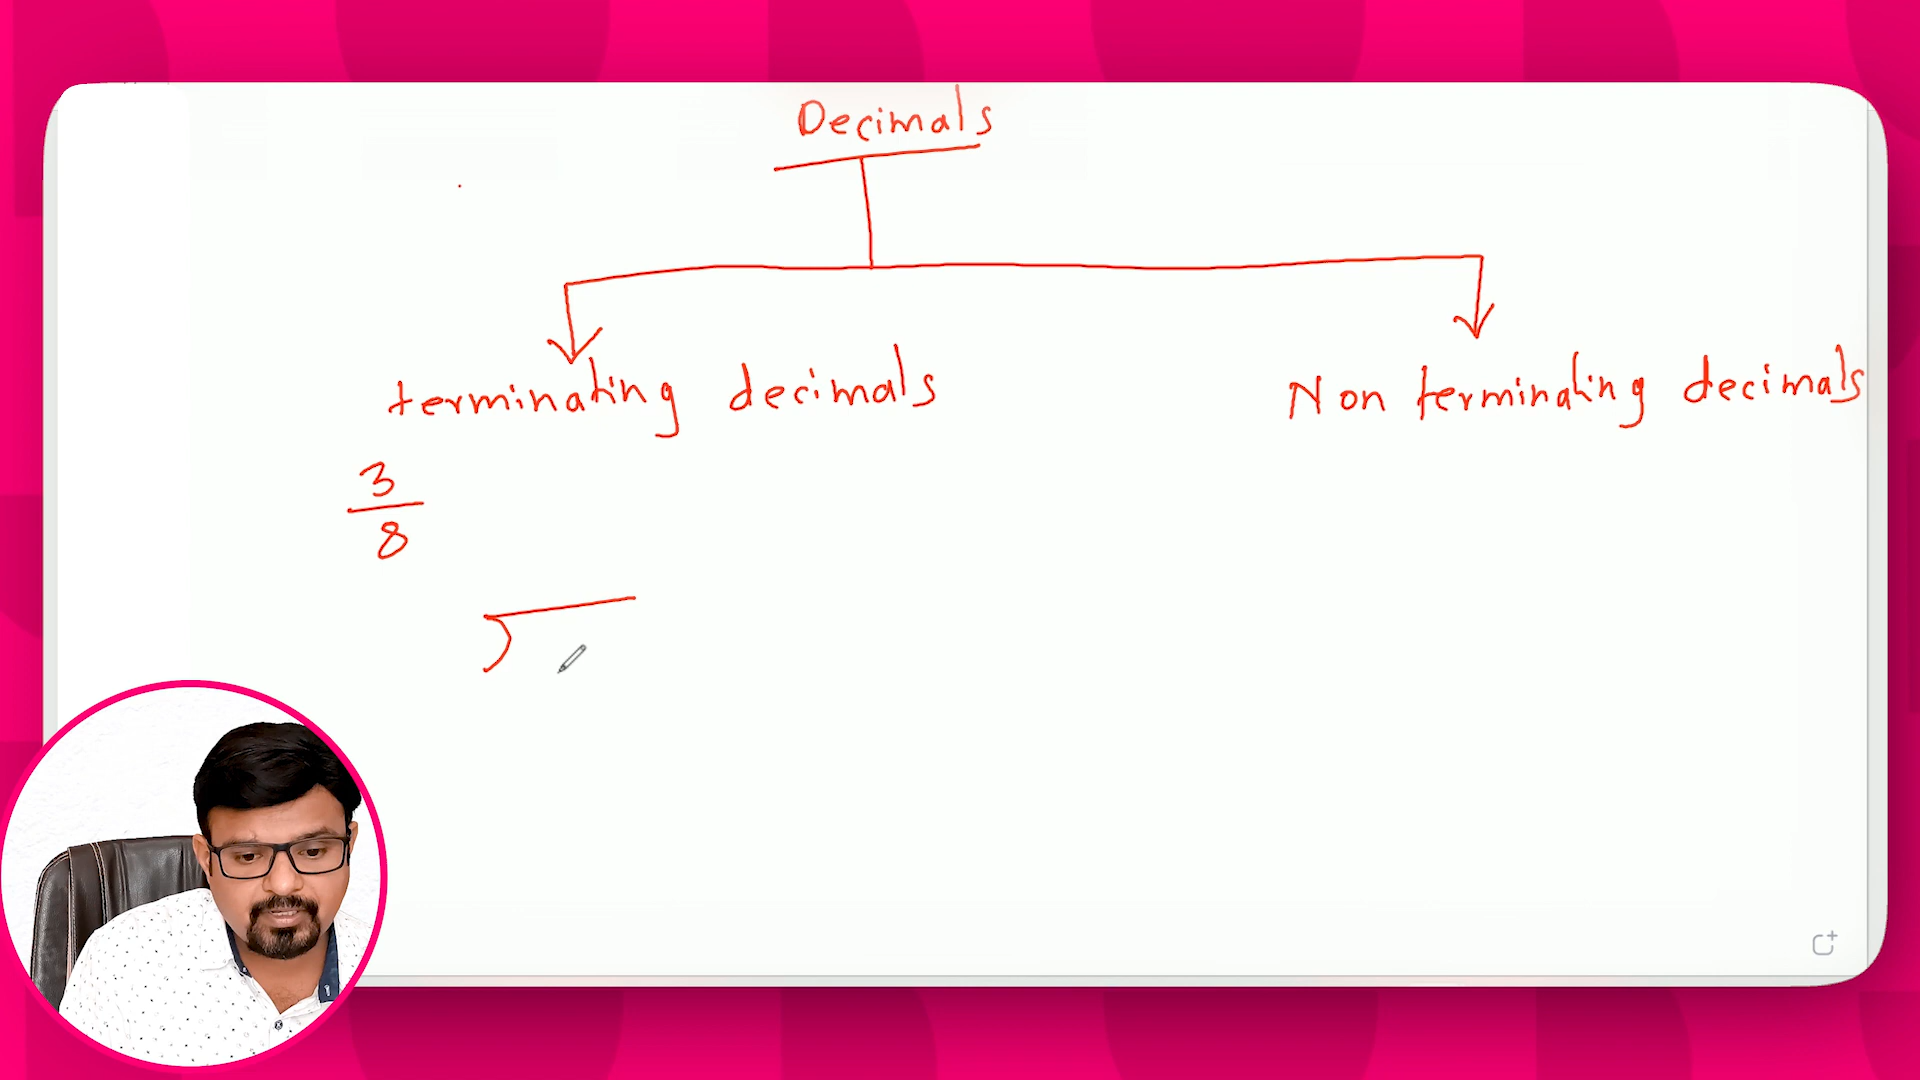 Decimals
terminating decimals
Non terminating decimals
3
8